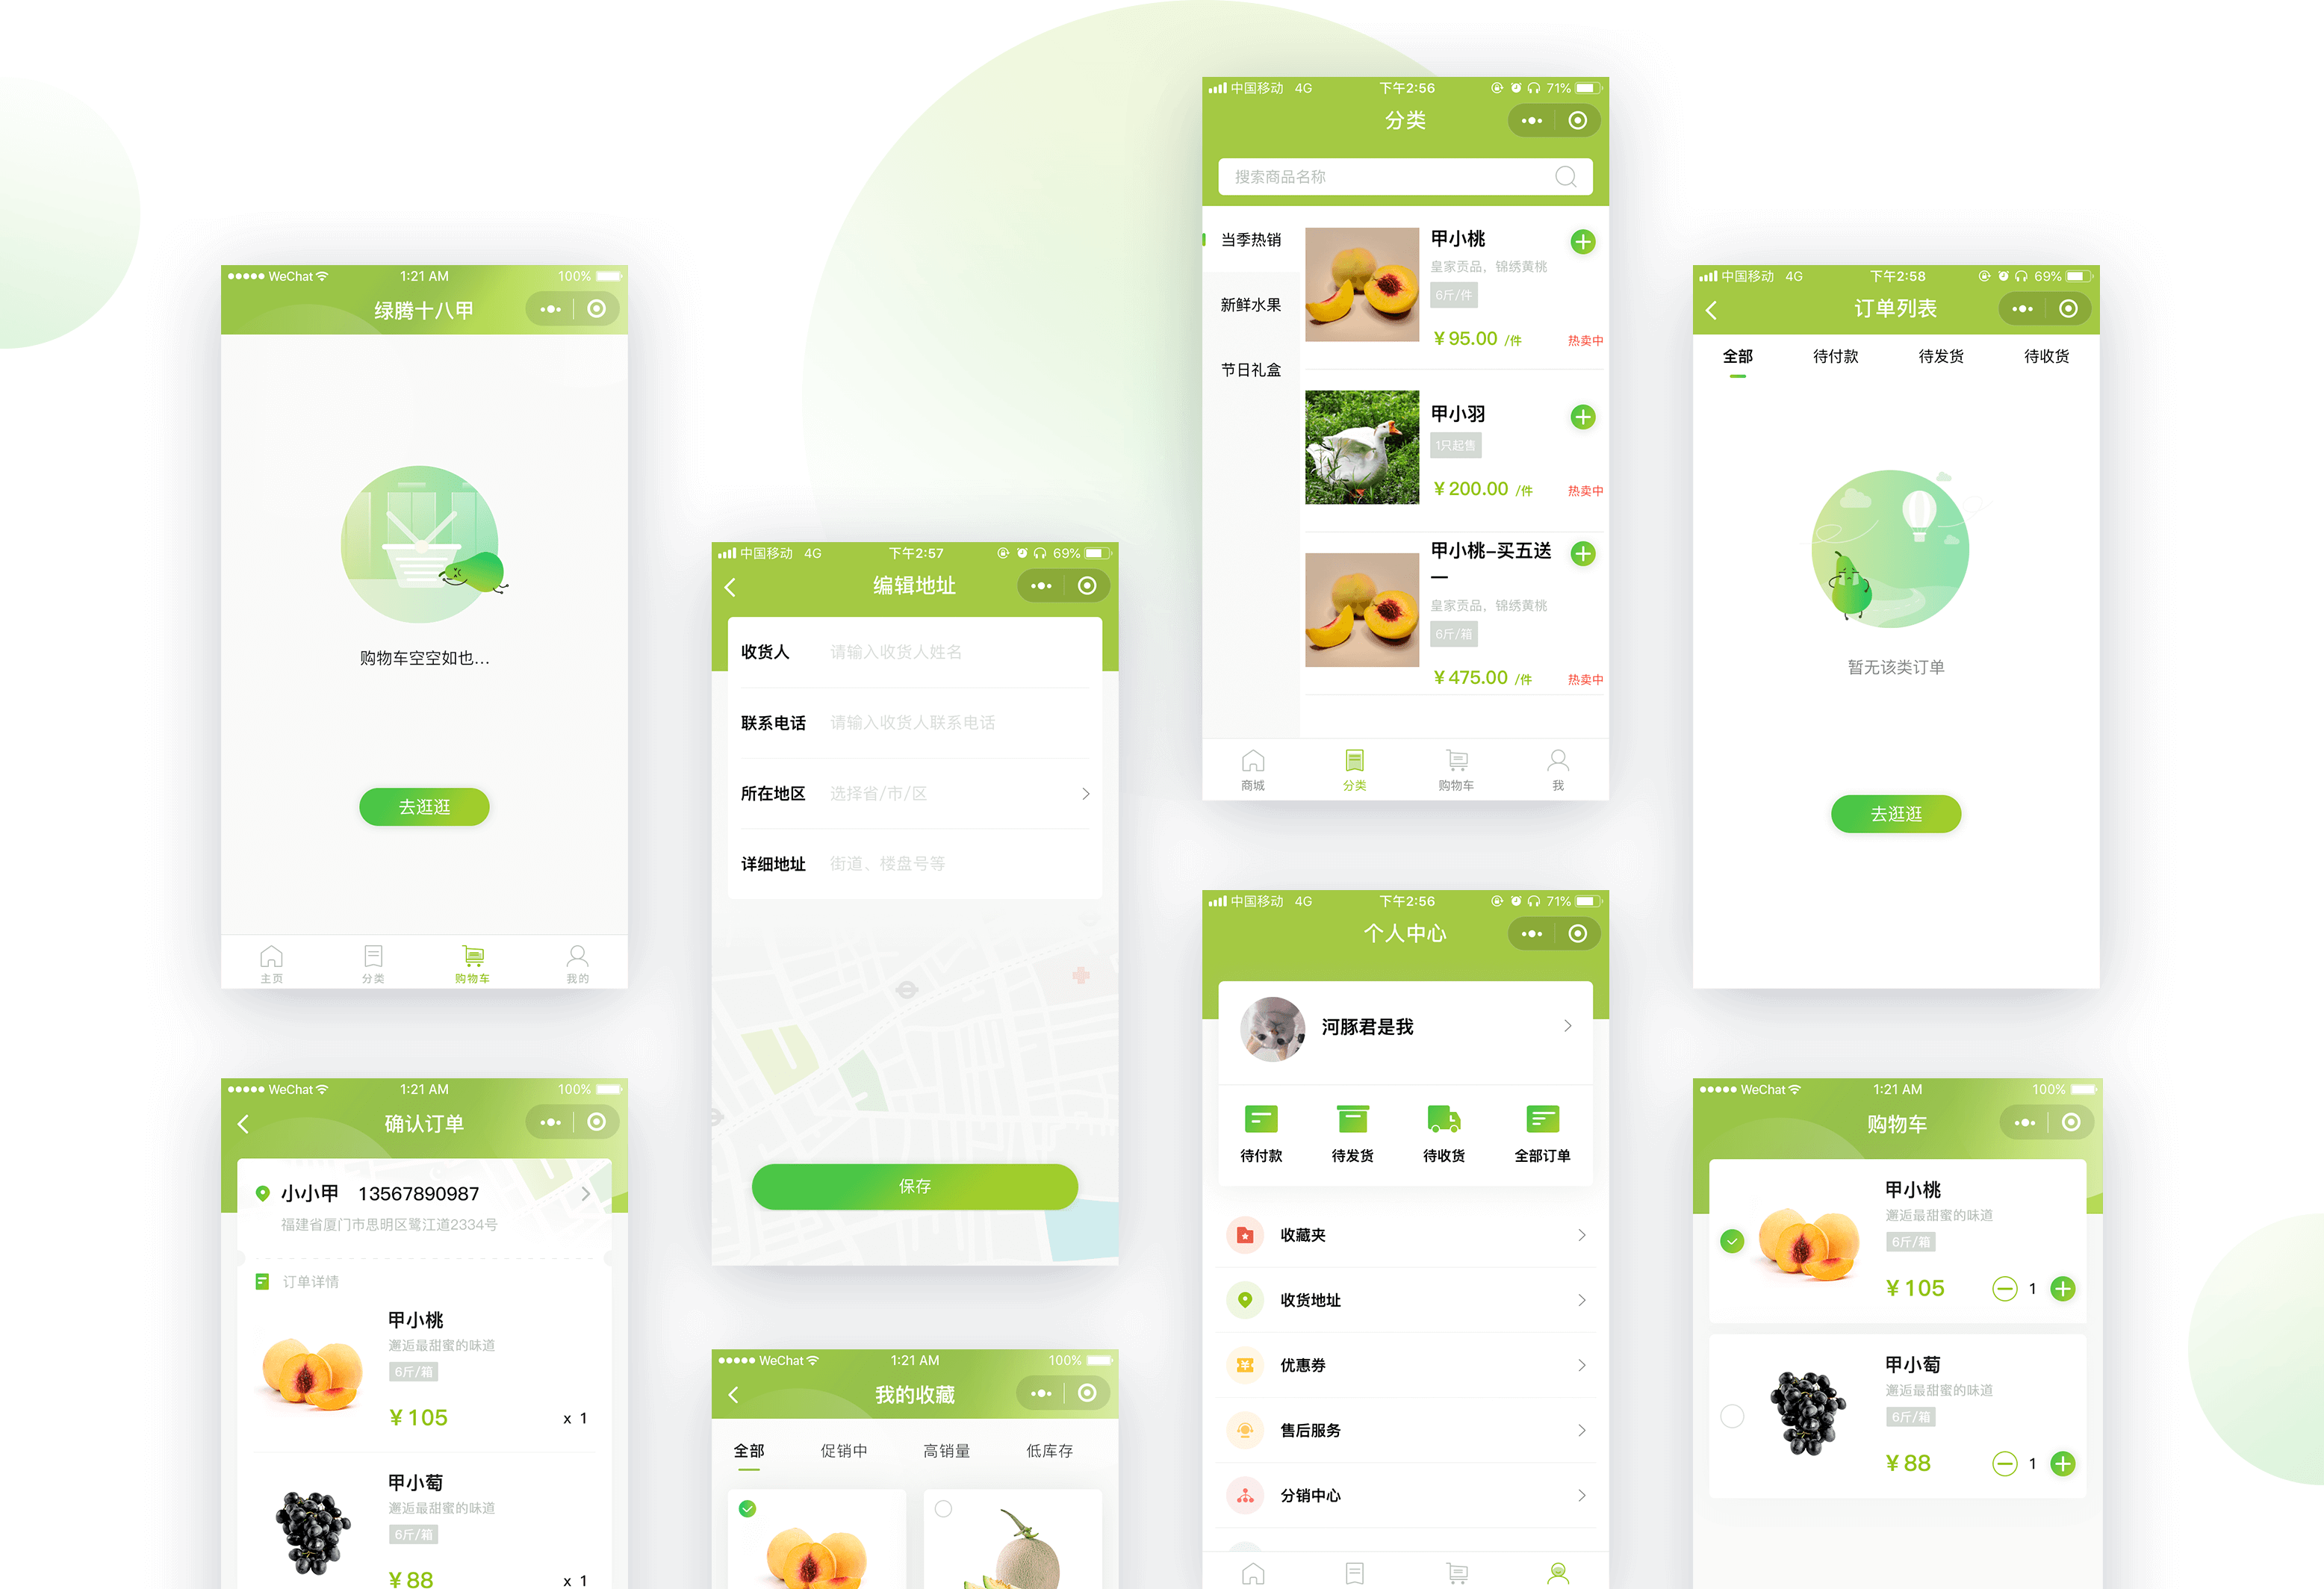 WeChat 1:21 AM 100%
绿腾十八甲
购物车空空如也...
去逛逛
主页 分类 购物车 我的
WeChat 1:21 AM 100%
确认订单
小小甲 13567890987
福建省厦门市思明区鹭江道2334号
订单详情
甲小桃
邂逅最甜蜜的味道
6斤/箱
¥105 x 1
甲小萄
邂逅最甜蜜的味道
6斤/箱
¥88 x 1
中国移动 4G 下午2:57 69%
编辑地址
收货人 请输入收货人姓名
联系电话 请输入收货人联系电话
所在地区 选择省/市/区
详细地址 街道、楼盘号等
保存
WeChat 1:21 AM 100%
我的收藏
全部 促销中 高销量 低库存
中国移动 4G 下午2:56 71%
分类
搜索商品名称
当季热销
新鲜水果
节日礼盒
甲小桃
皇家贡品，锦绣黄桃
6斤/件
¥95.00 /件 热卖中
甲小羽
1只起售
¥200.00 /件 热卖中
甲小桃-买五送
一
皇家贡品，锦绣黄桃
6斤/箱
¥475.00 /件 热卖中
商城 分类 购物车 我
中国移动 4G 下午2:56 71%
个人中心
河豚君是我
待付款 待发货 待收货 全部订单
收藏夹
收货地址
优惠券
售后服务
分销中心
中国移动 4G 下午2:58 69%
订单列表
全部 待付款 待发货 待收货
暂无该类订单
去逛逛
WeChat 1:21 AM 100%
购物车
甲小桃
邂逅最甜蜜的味道
6斤/箱
¥105 1
甲小萄
邂逅最甜蜜的味道
6斤/箱
¥88 1